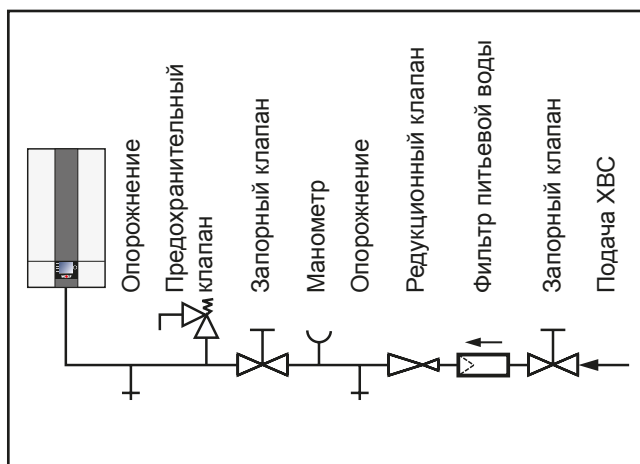 Опорожнение
Предохранительный
клапан
Запорный клапан
Манометр
Опорожнение
Редукционный клапан
Фильтр питьевой воды
Запорный клапан
Подача ХВС